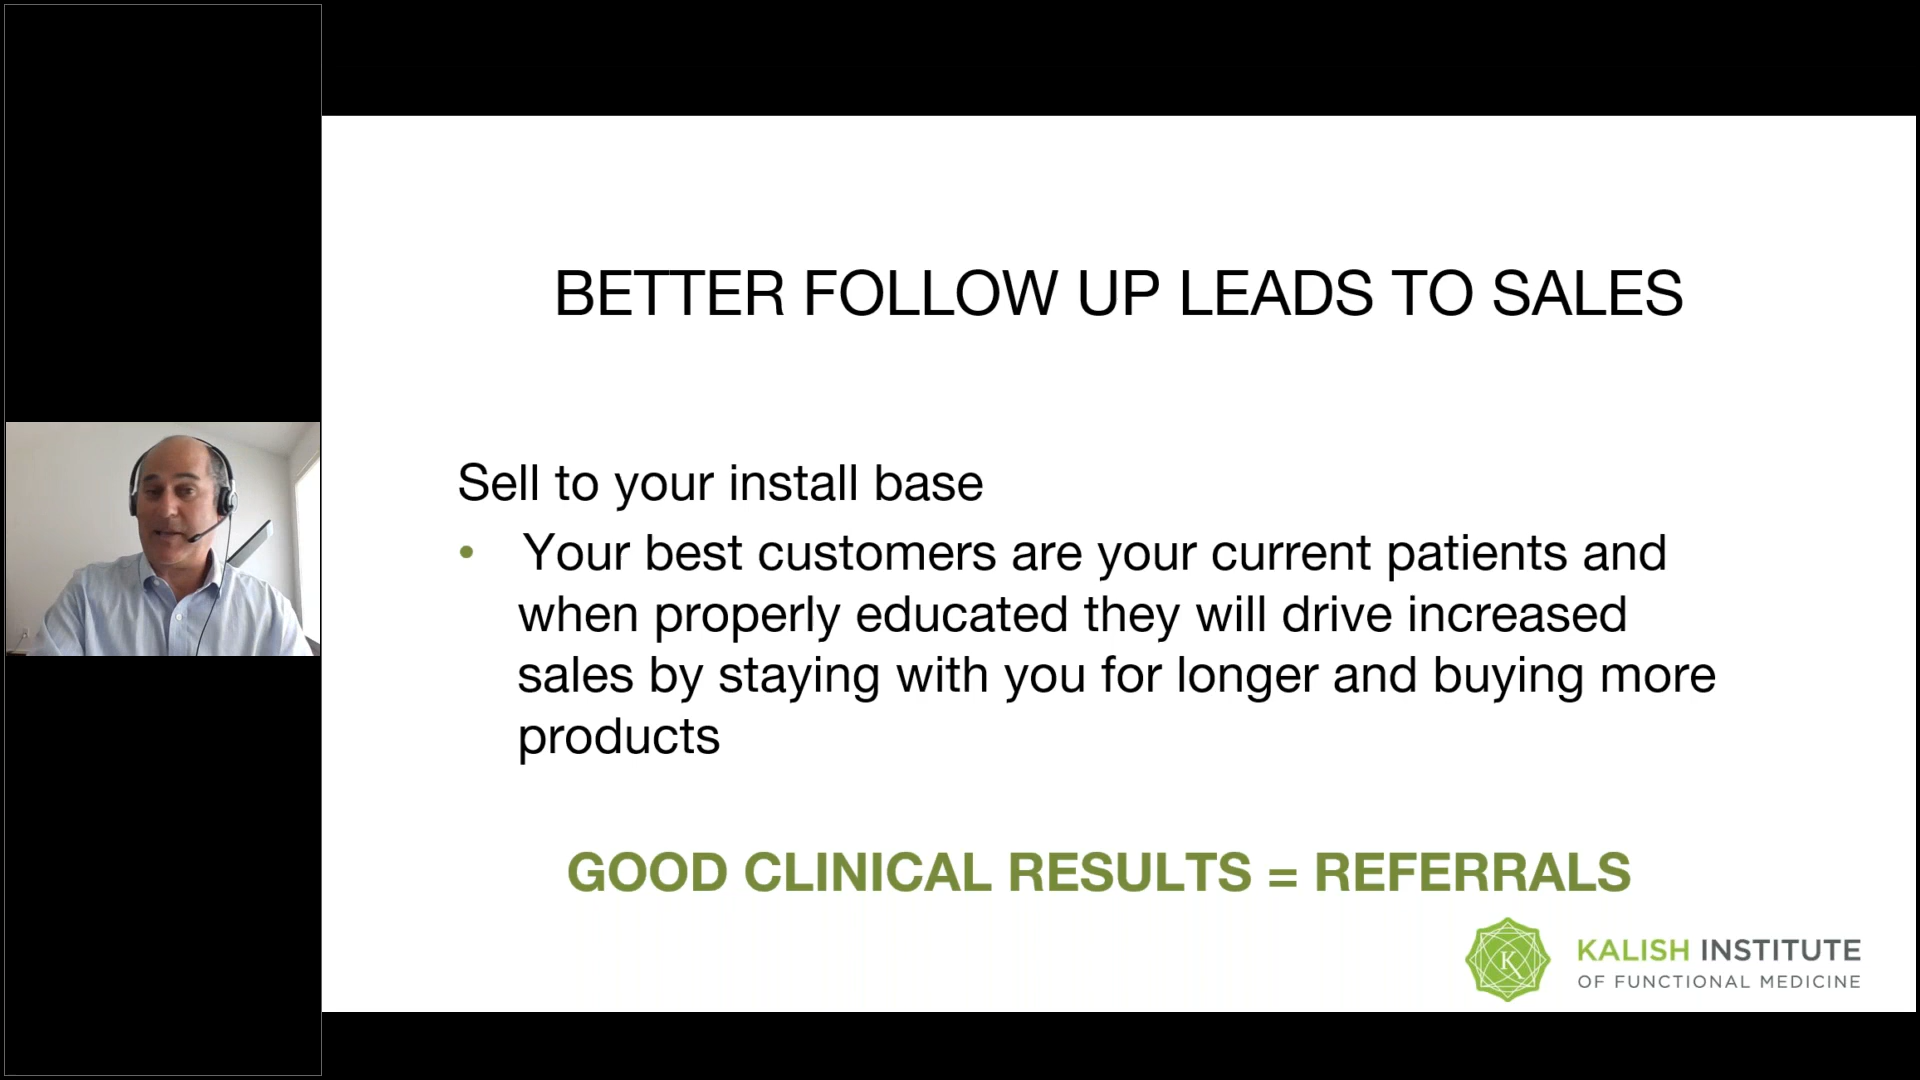 BETTER FOLLOW UP LEADS TO SALES
Sell to your install base
• Your best customers are your current patients and
when properly educated they will drive increased
sales by staying with you for longer and buying more
products
GOOD CLINICAL RESULTS = REFERRALS
K
KALISH INSTITUTE
OF FUNCTIONAL MEDICINE